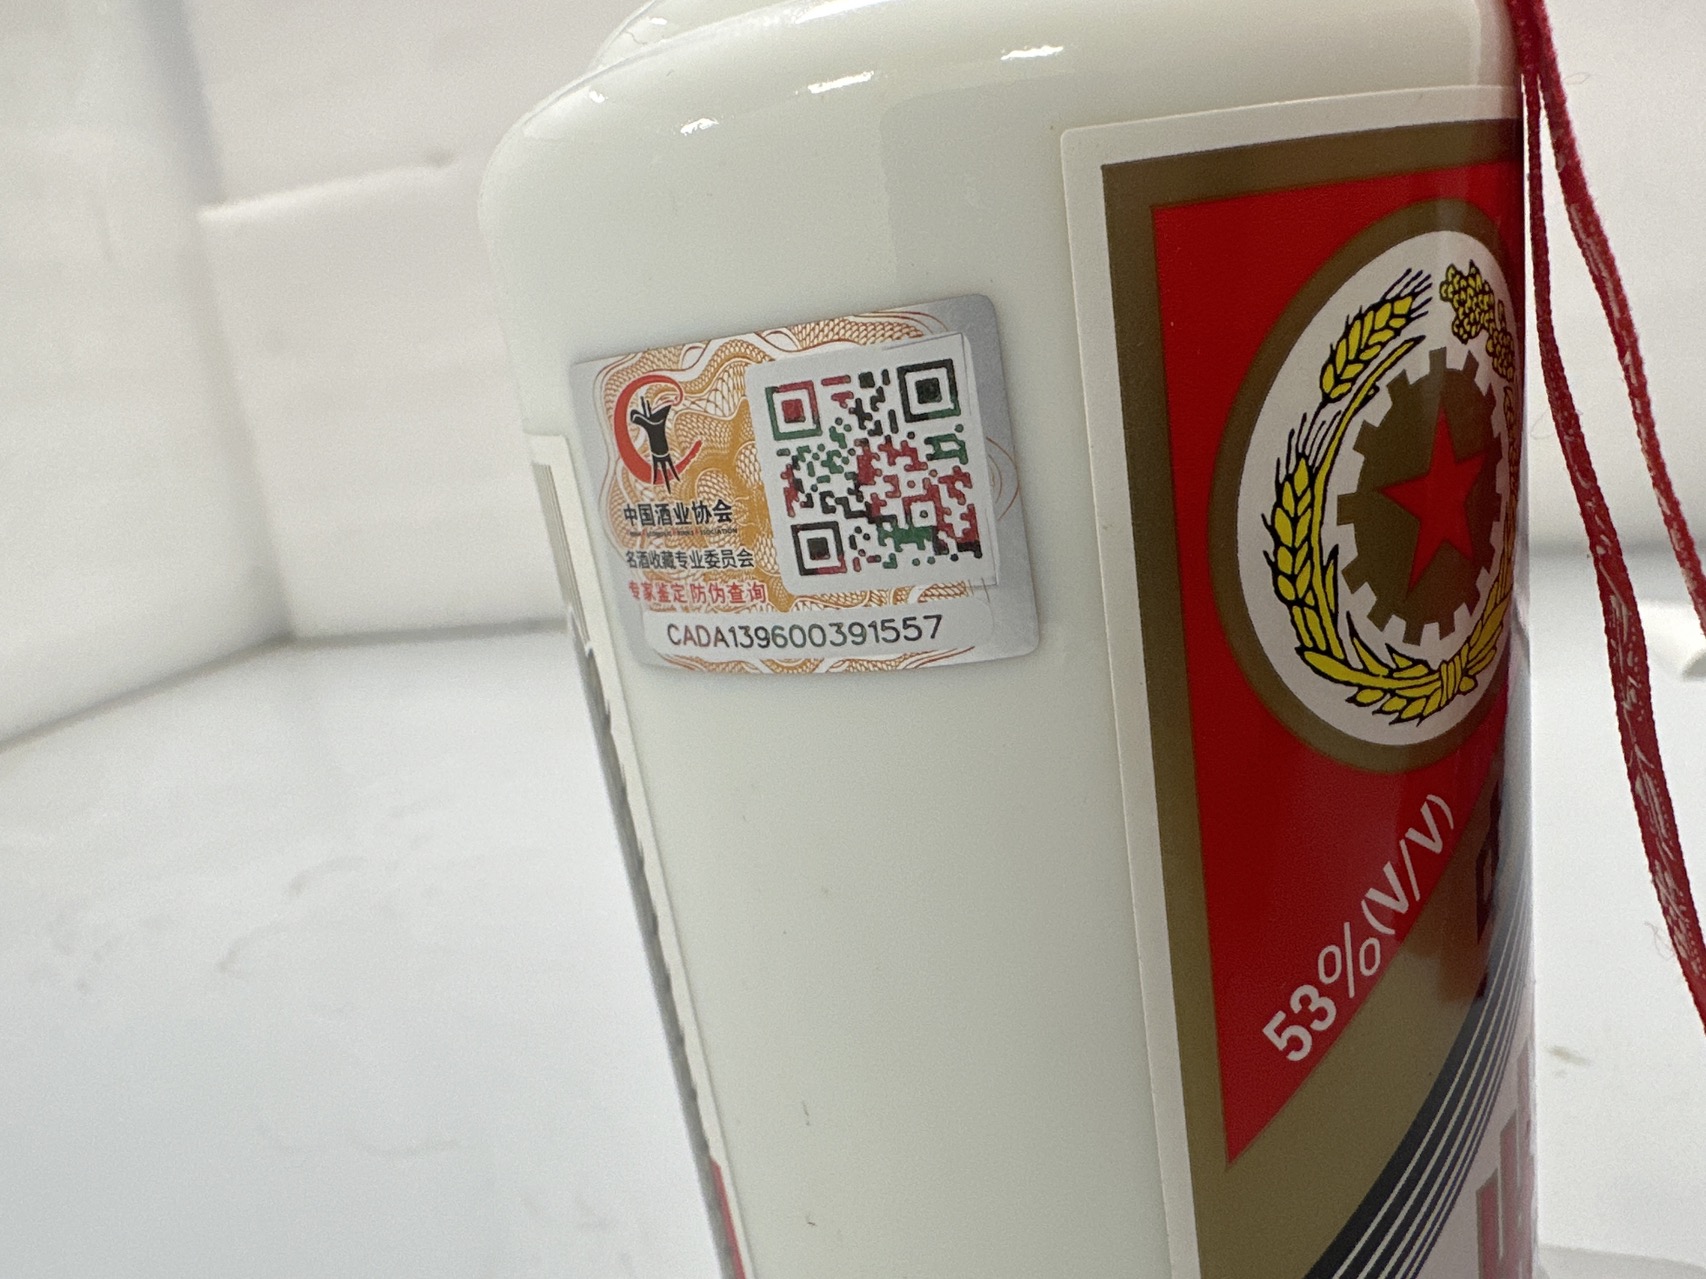 中国酒业协会
名酒收藏专业委员会
专家鉴定 防伪查询
CADA139600391557
53%(V/V)